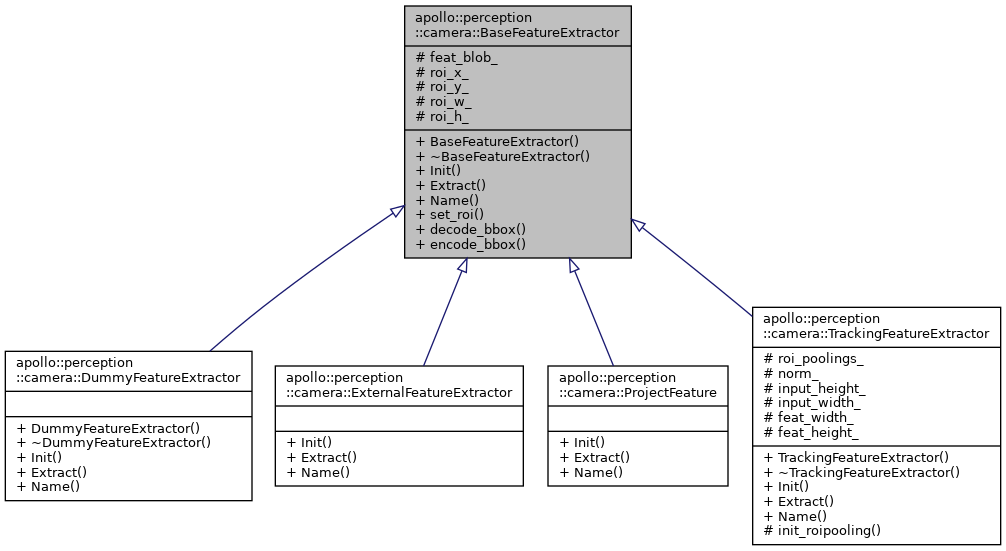 apollo::perception
::camera::BaseFeatureExtractor
# feat_blob_
# roi_x_
# roi_y_
# roi_w_
# roi_h_
+ BaseFeatureExtractor()
+ ~BaseFeatureExtractor()
+ Init()
+ Extract()
+ Name()
+ set_roi()
+ decode_bbox()
+ encode_bbox()
apollo::perception
::camera::DummyFeatureExtractor
+ DummyFeatureExtractor()
+ ~DummyFeatureExtractor()
+ Init()
+ Extract()
+ Name()
apollo::perception
::camera::ExternalFeatureExtractor
+ Init()
+ Extract()
+ Name()
apollo::perception
::camera::ProjectFeature
+ Init()
+ Extract()
+ Name()
apollo::perception
::camera::TrackingFeatureExtractor
# roi_poolings_
# norm_
# input_height_
# input_width_
# feat_width_
# feat_height_
+ TrackingFeatureExtractor()
+ ~TrackingFeatureExtractor()
+ Init()
+ Extract()
+ Name()
# init_roipooling()